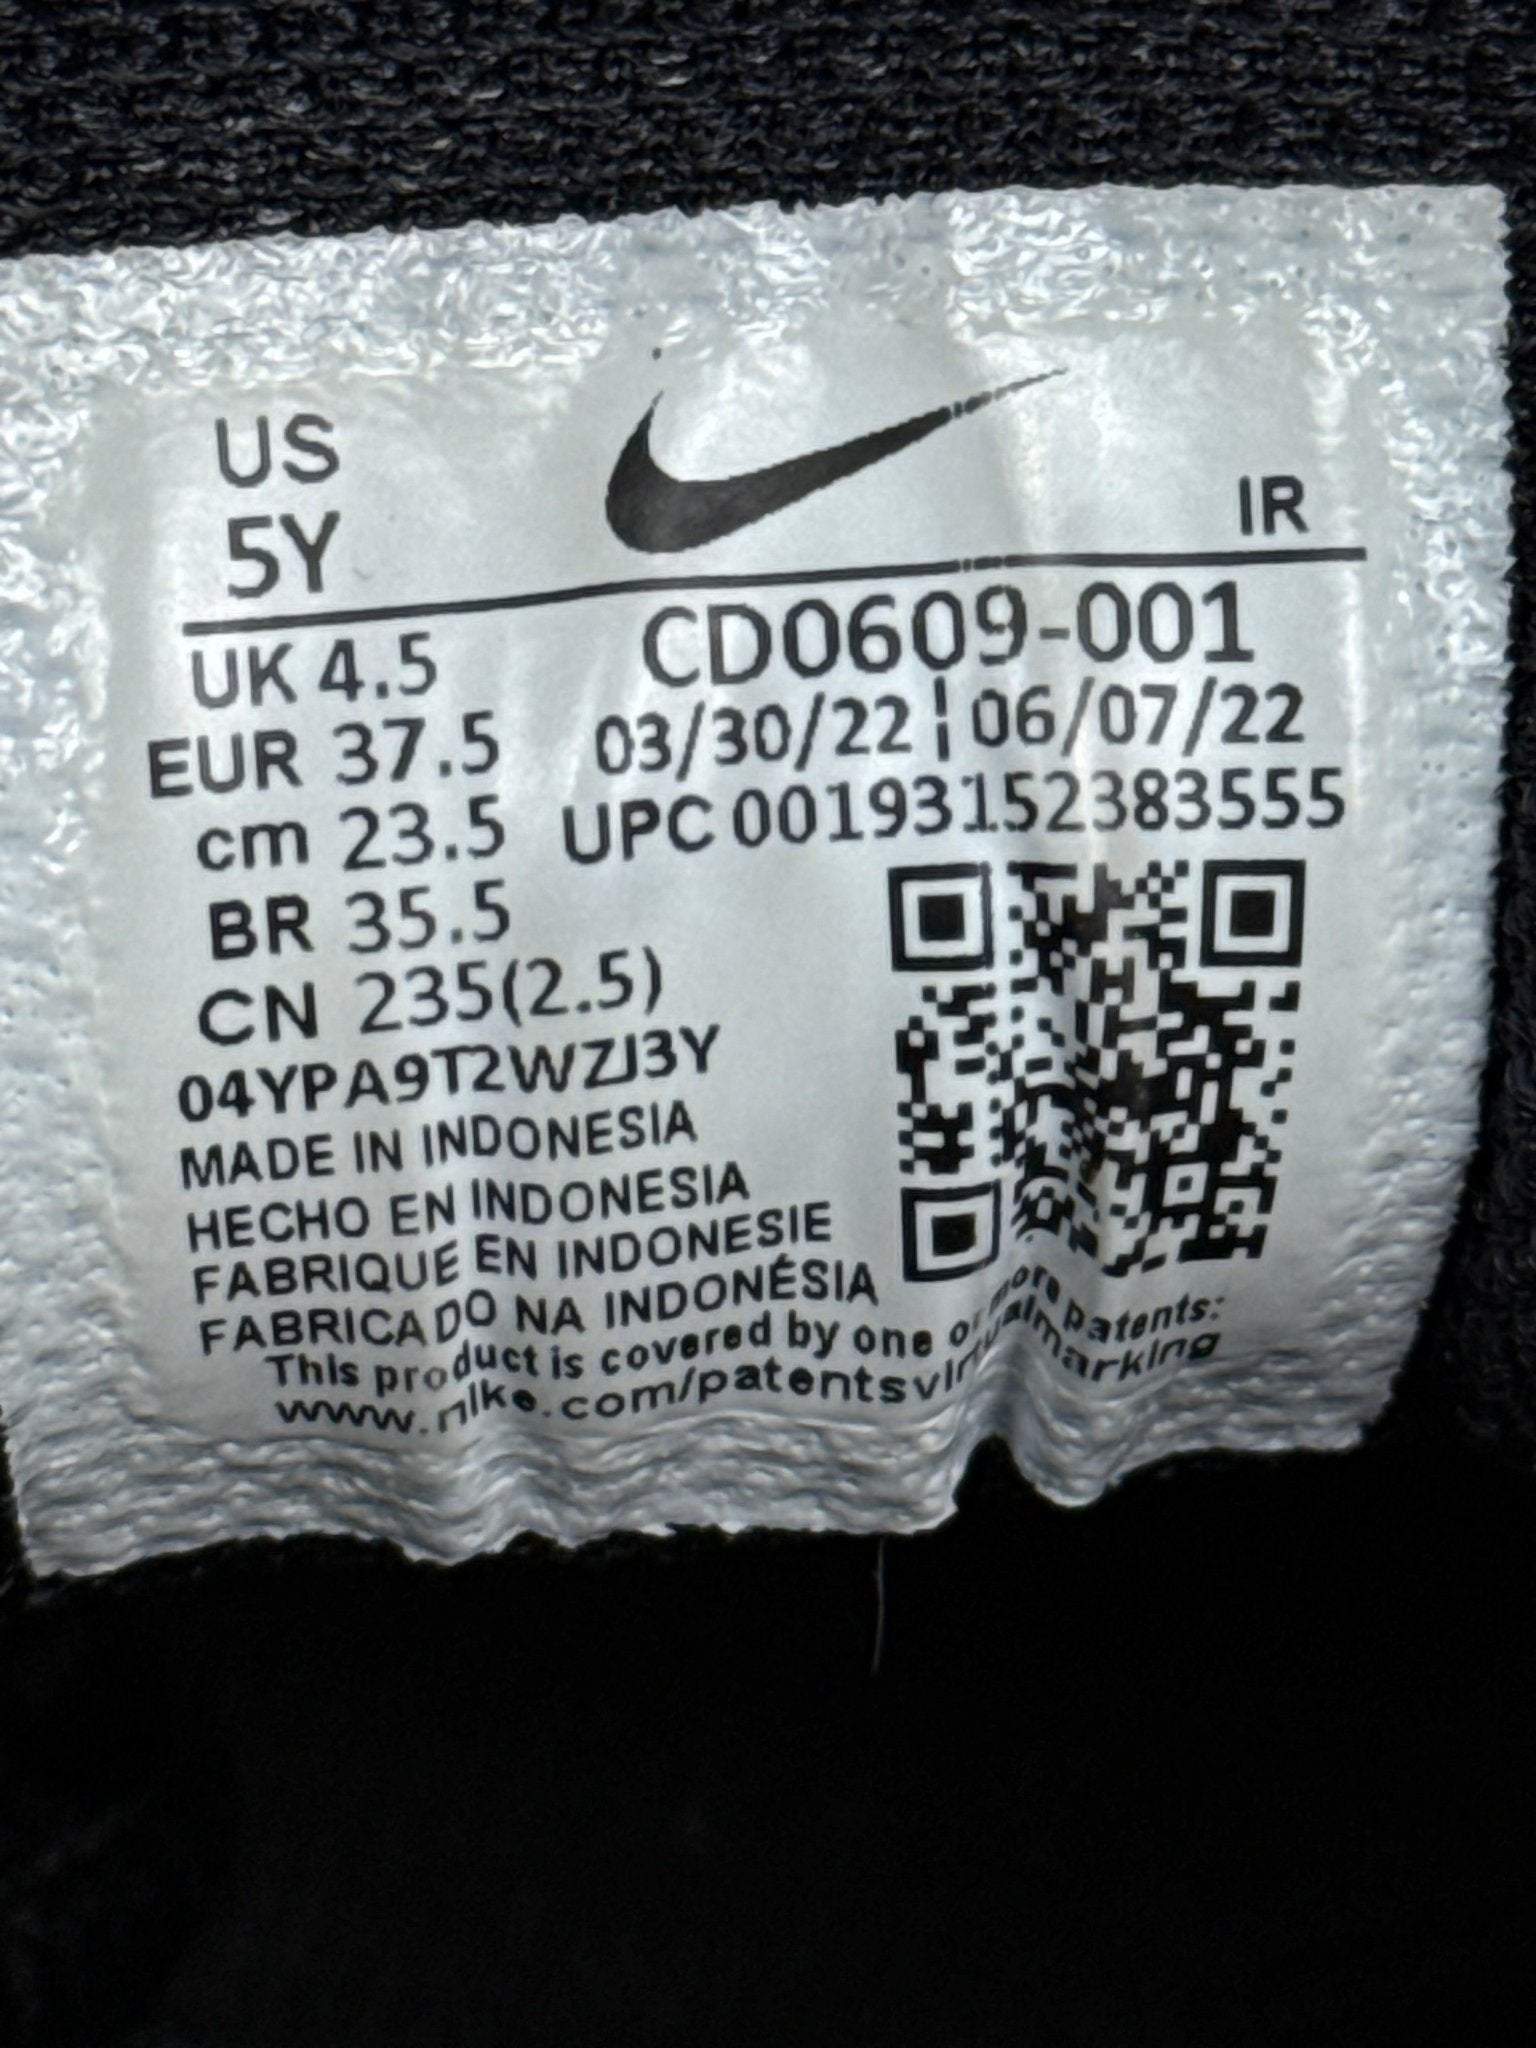 US
5Y
IR
UK 4.5
CD0609-001
EUR 37.5
03/30/22 | 06/07/22
cm 23.5
UPC 00193152383555
BR 35.5
CN 235(2.5)
04YPA9T2WZJ3Y
MADE IN INDONESIA
HECHO EN INDONESIA
FABRIQUE EN INDONESIE
FABRICADO NA INDONÉSIA
This product is covered by one or more patents:
www.nike.com/patentsvirtualmarking